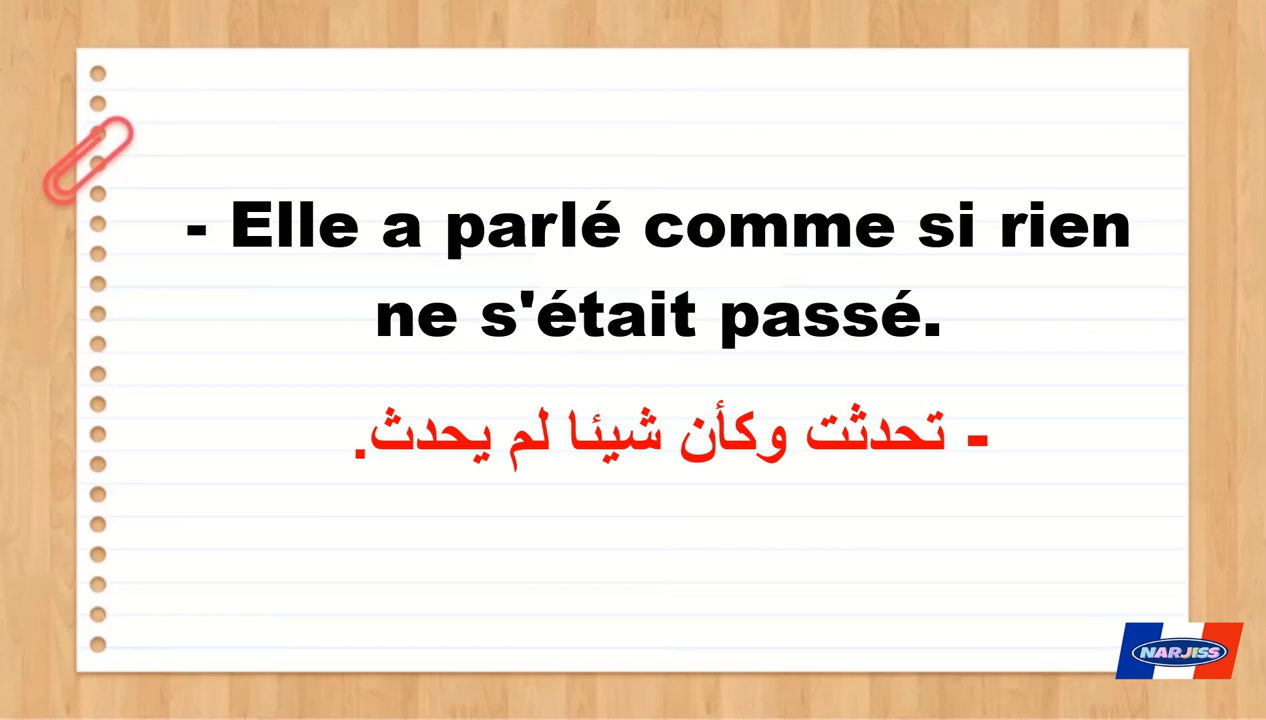 - Elle a parlé comme si rien
ne s'était passé.
- تحدثت وكأن شيئا لم يحدث.
NARJISS